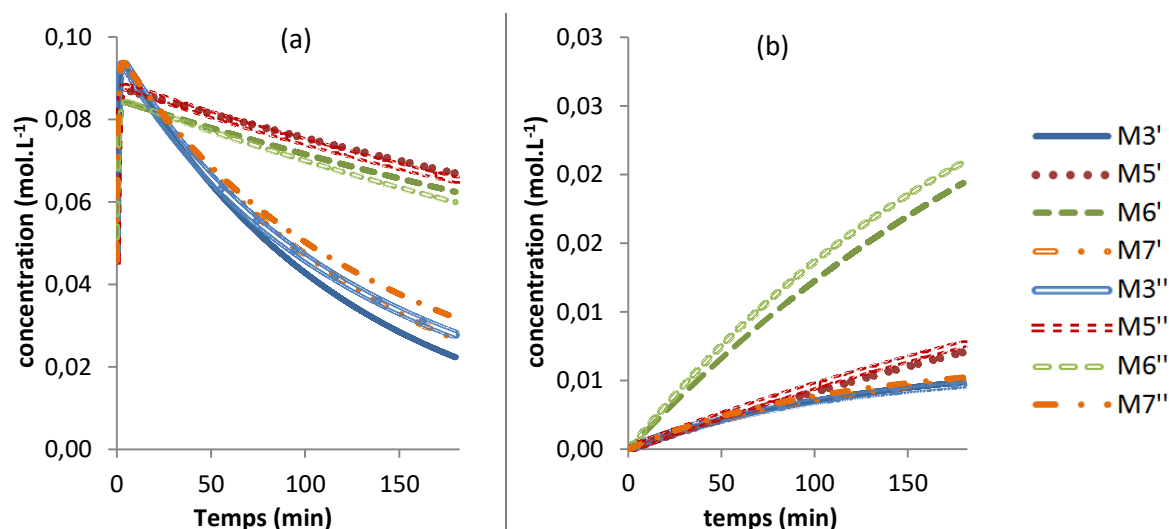 (a)
concentration (mol.L-1)
0,10
0,08
0,06
0,04
0,02
0,00
0
50
100
150
Temps (min)
(b)
concentration (mol.L-1)
0,03
0,03
0,02
0,02
0,01
0,01
0,00
0
50
100
150
temps (min)
M3'
M5'
M6'
M7'
M3''
M5''
M6''
M7''